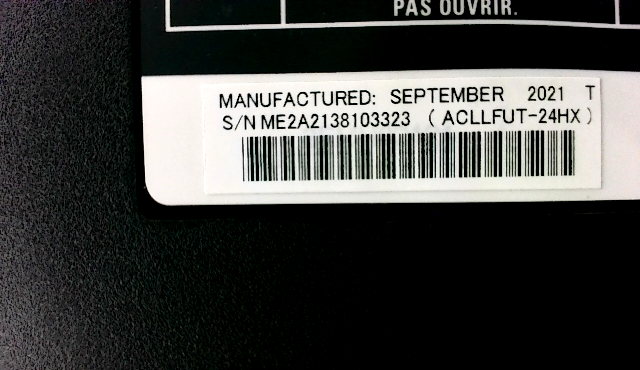 PAS OUVRIR.
MANUFACTURED: SEPTEMBER 2021 T
S/N ME2A2138103323 (ACLLFUT-24HX)